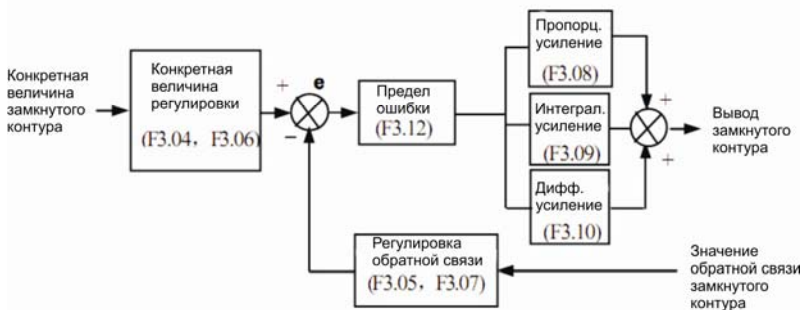 Конкретная
величина
замкнутого
контура
Конкретная
величина
регулировки
(F3.04, F3.06)
+
e
−
Предел
ошибки
(F3.12)
Пропорц.
усиление
(F3.08)
Интеграл.
усиление
(F3.09)
Дифф.
усиление
(F3.10)
+
+
Вывод
замкнутого
контура
Регулировка
обратной связи
(F3.05, F3.07)
Значение
обратной связи
замкнутого
контура